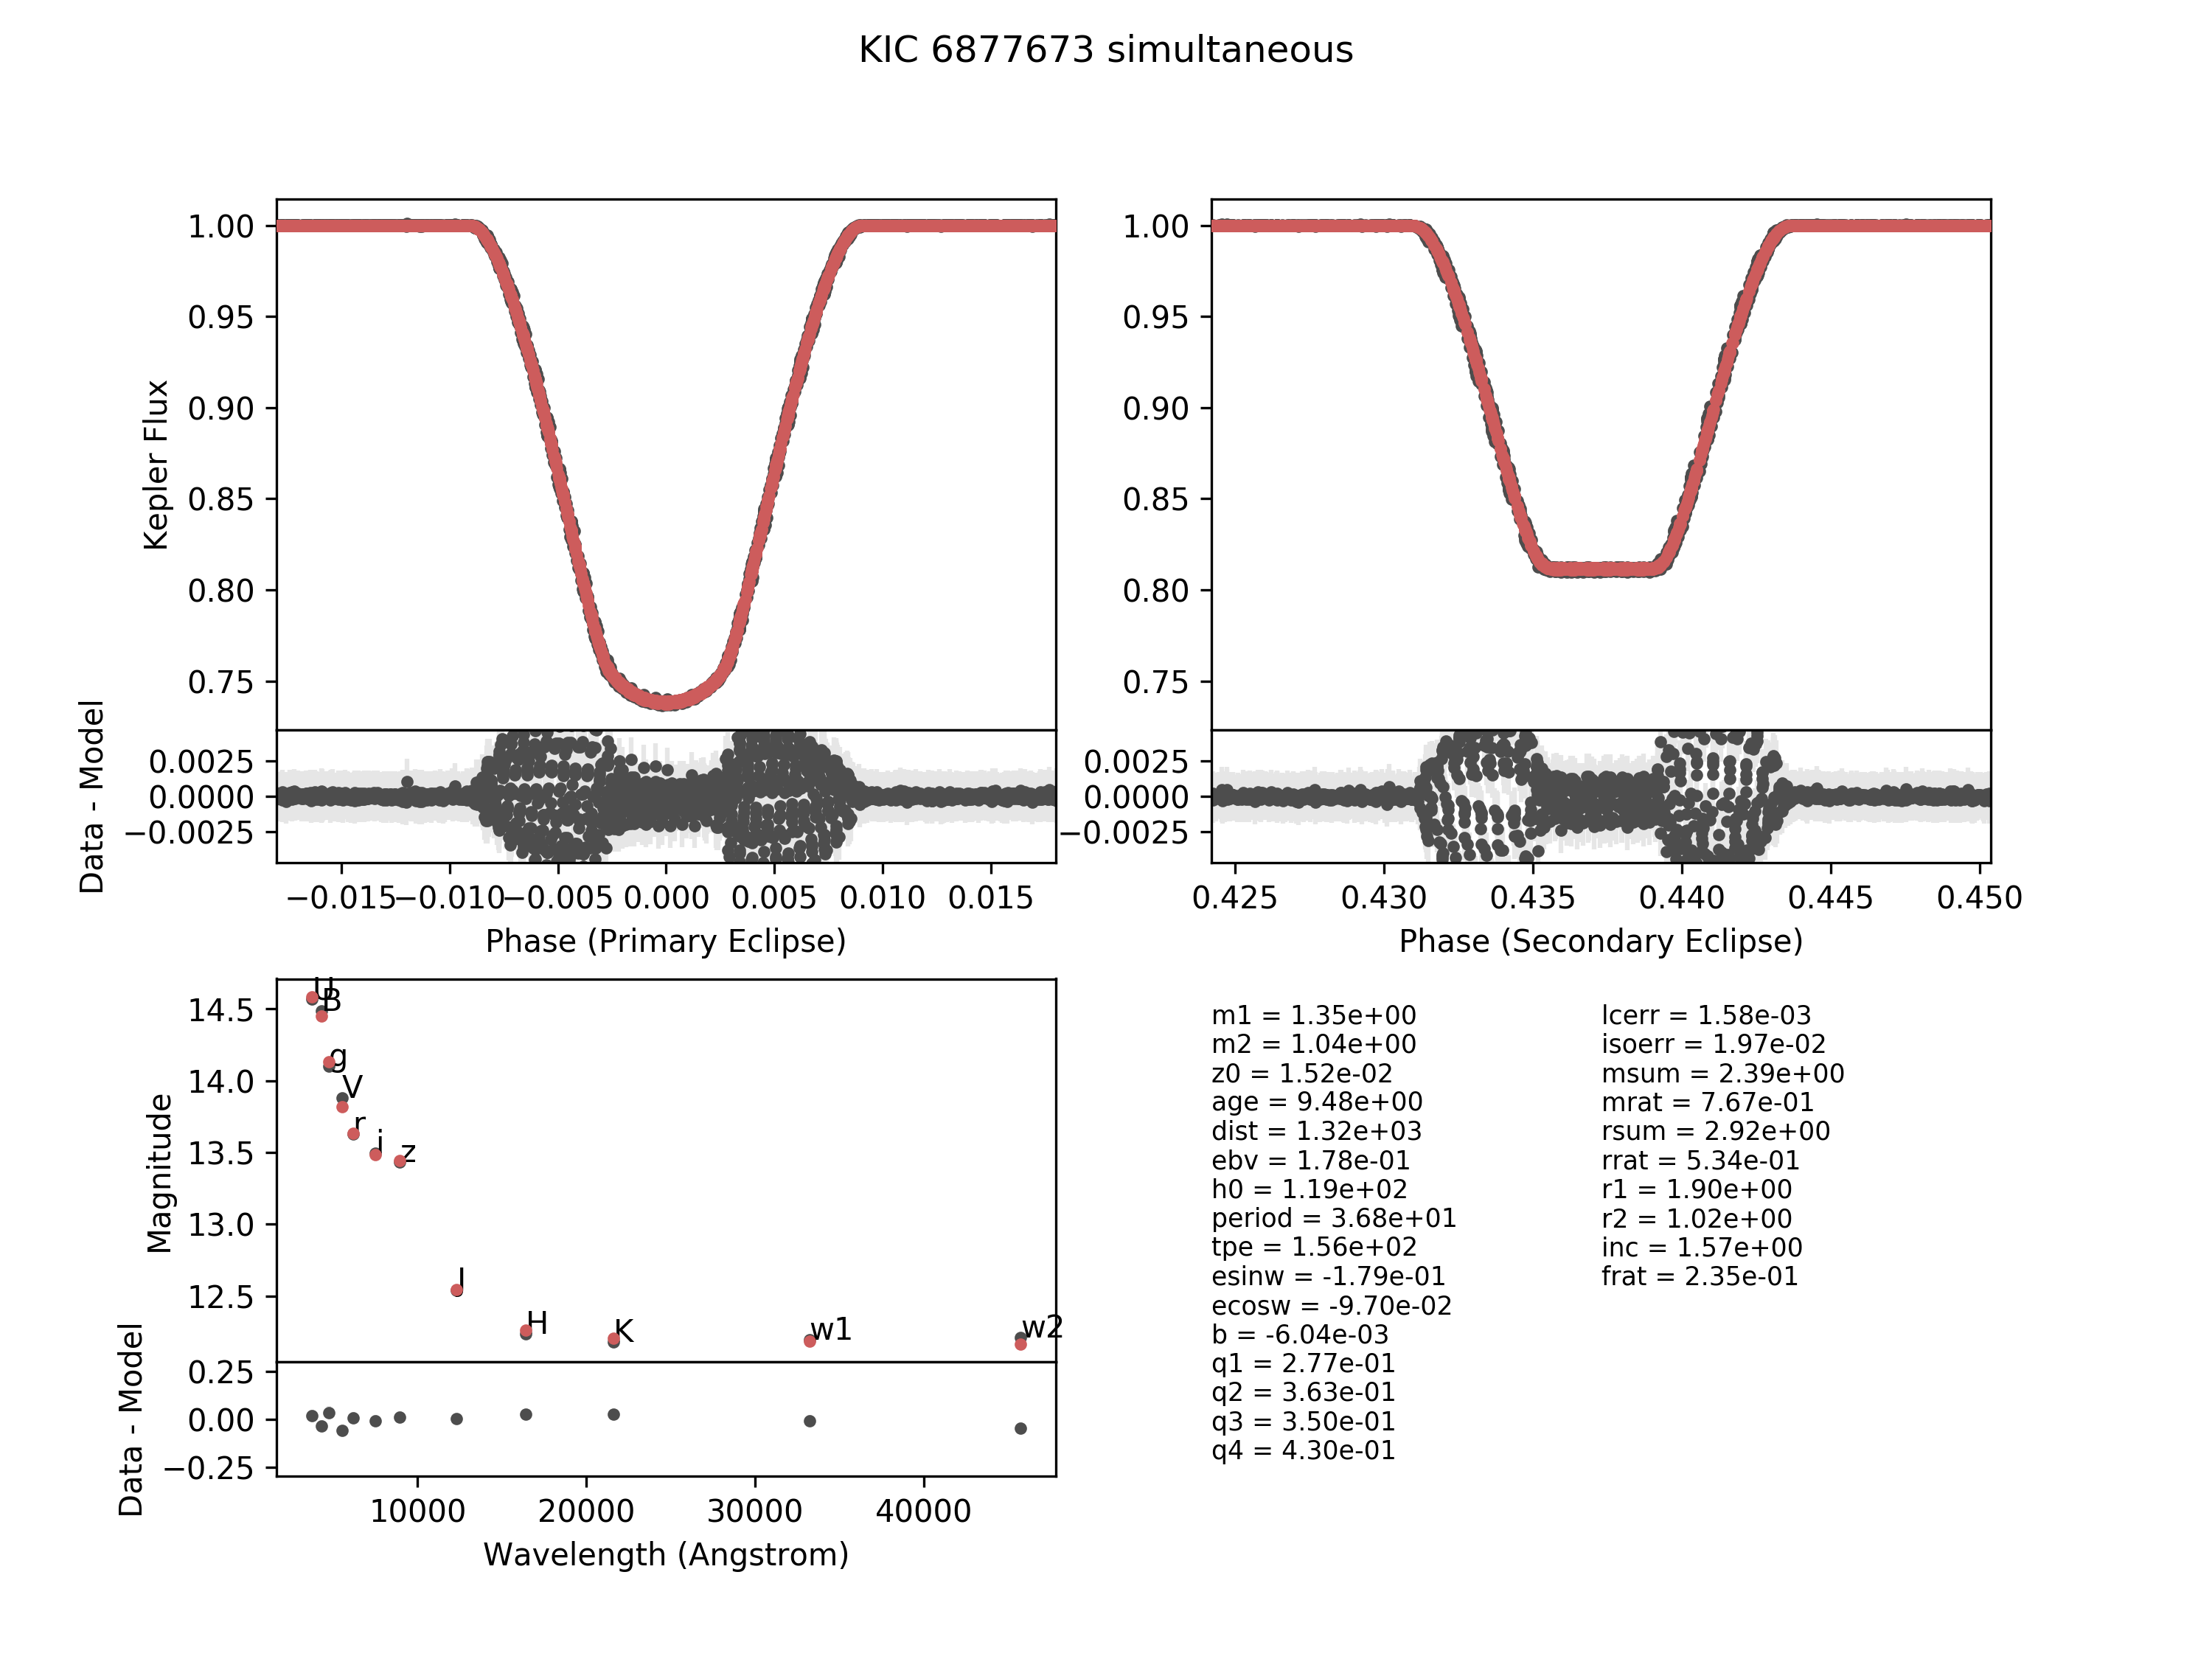 KIC 6877673 simultaneous
1.00
0.95
0.90
0.85
0.80
0.75
Kepler Flux
0.0025
0.0000
−0.0025
Data - Model
−0.015
−0.010
−0.005
0.000
0.005
0.010
0.015
Phase (Primary Eclipse)
1.00
0.95
0.90
0.85
0.80
0.75
0.0025
0.0000
−0.0025
0.425
0.430
0.435
0.440
0.445
0.450
Phase (Secondary Eclipse)
14.5
14.0
13.5
13.0
12.5
Magnitude
U
B
g
V
r
i
z
J
H
K
w1
w2
0.25
0.00
−0.25
Data - Model
10000
20000
30000
40000
Wavelength (Angstrom)
m1 = 1.35e+00
m2 = 1.04e+00
z0 = 1.52e-02
age = 9.48e+00
dist = 1.32e+03
ebv = 1.78e-01
h0 = 1.19e+02
period = 3.68e+01
tpe = 1.56e+02
esinw = -1.79e-01
ecosw = -9.70e-02
b = -6.04e-03
q1 = 2.77e-01
q2 = 3.63e-01
q3 = 3.50e-01
q4 = 4.30e-01
lcerr = 1.58e-03
isoerr = 1.97e-02
msum = 2.39e+00
mrat = 7.67e-01
rsum = 2.92e+00
rrat = 5.34e-01
r1 = 1.90e+00
r2 = 1.02e+00
inc = 1.57e+00
frat = 2.35e-01